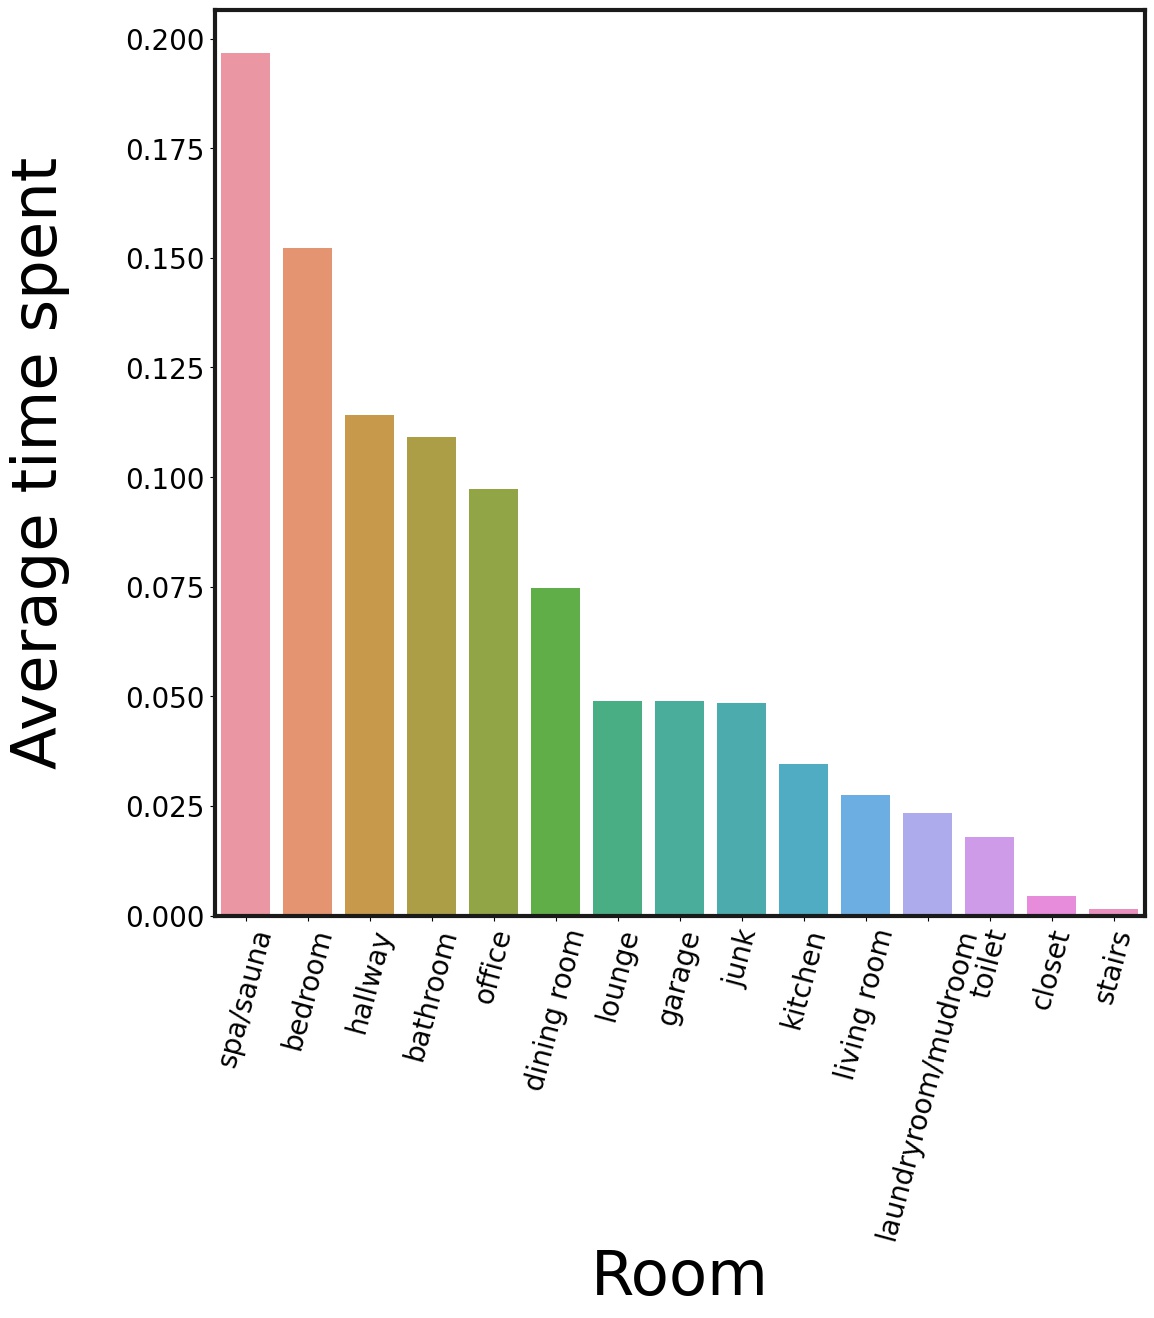 Average time spent
0.200
0.175
0.150
0.125
0.100
0.075
0.050
0.025
0.000
spa/sauna
bedroom
hallway
bathroom
office
dining room
lounge
garage
junk
kitchen
living room
laundryroom/mudroom
toilet
closet
stairs
Room